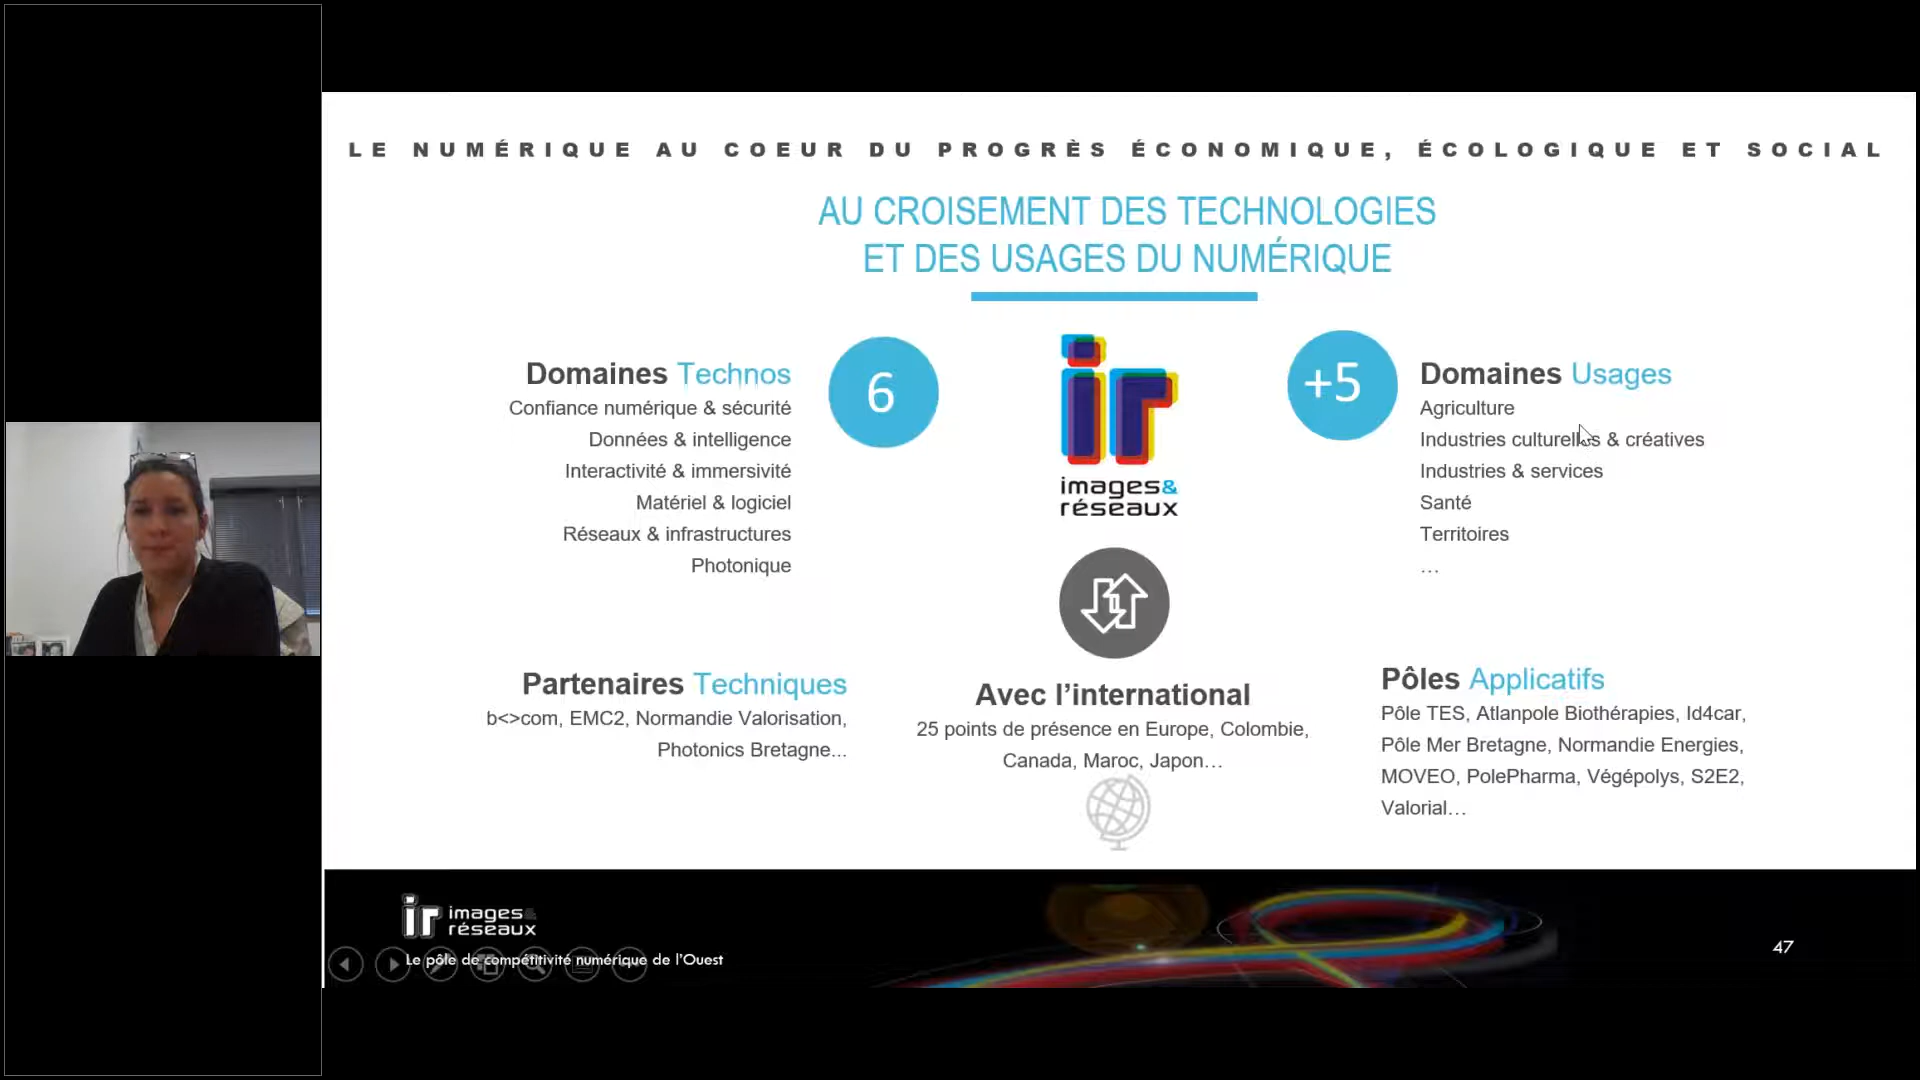 LE NUMÉRIQUE AU COEUR DU PROGRÈS ÉCONOMIQUE, ÉCOLOGIQUE ET SOCIAL
AU CROISEMENT DES TECHNOLOGIES
ET DES USAGES DU NUMÉRIQUE
Domaines Technos
Confiance numérique & sécurité
Données & intelligence
Interactivité & immersivité
Matériel & logiciel
Réseaux & infrastructures
Photonique
6
ir
images&
réseaux
+5
Domaines Usages
Agriculture
Industries culturelles & créatives
Industries & services
Santé
Territoires
…
Partenaires Techniques
b<>com, EMC2, Normandie Valorisation,
Photonics Bretagne...
Avec l’international
25 points de présence en Europe, Colombie,
Canada, Maroc, Japon…
Pôles Applicatifs
Pôle TES, Atlanpole Biothérapies, Id4car,
Pôle Mer Bretagne, Normandie Energies,
MOVEO, PolePharma, Végépolys, S2E2,
Valorial…
ir images&
réseaux
Le pôle de compétitivité numérique de l’Ouest
47